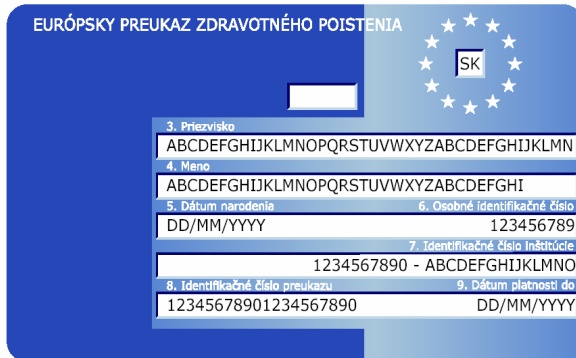 EURÓPSKY PREUKAZ ZDRAVOTNÉHO POISTENIA
SK
3. Priezvisko
ABCDEFGHIJKLMNOPQRSTUVWXYZABCDEFGHIJKLMN
4. Meno
ABCDEFGHIJKLMNOPQRSTUVWXYZABCDEFGHI
5. Dátum narodenia 6. Osobné identifikačné číslo
DD/MM/YYYY 123456789
7. Identifikačné číslo inštitúcie
1234567890 - ABCDEFGHIJKLMNO
8. Identifikačné číslo preukazu 9. Dátum platnosti do
12345678901234567890 DD/MM/YYYY